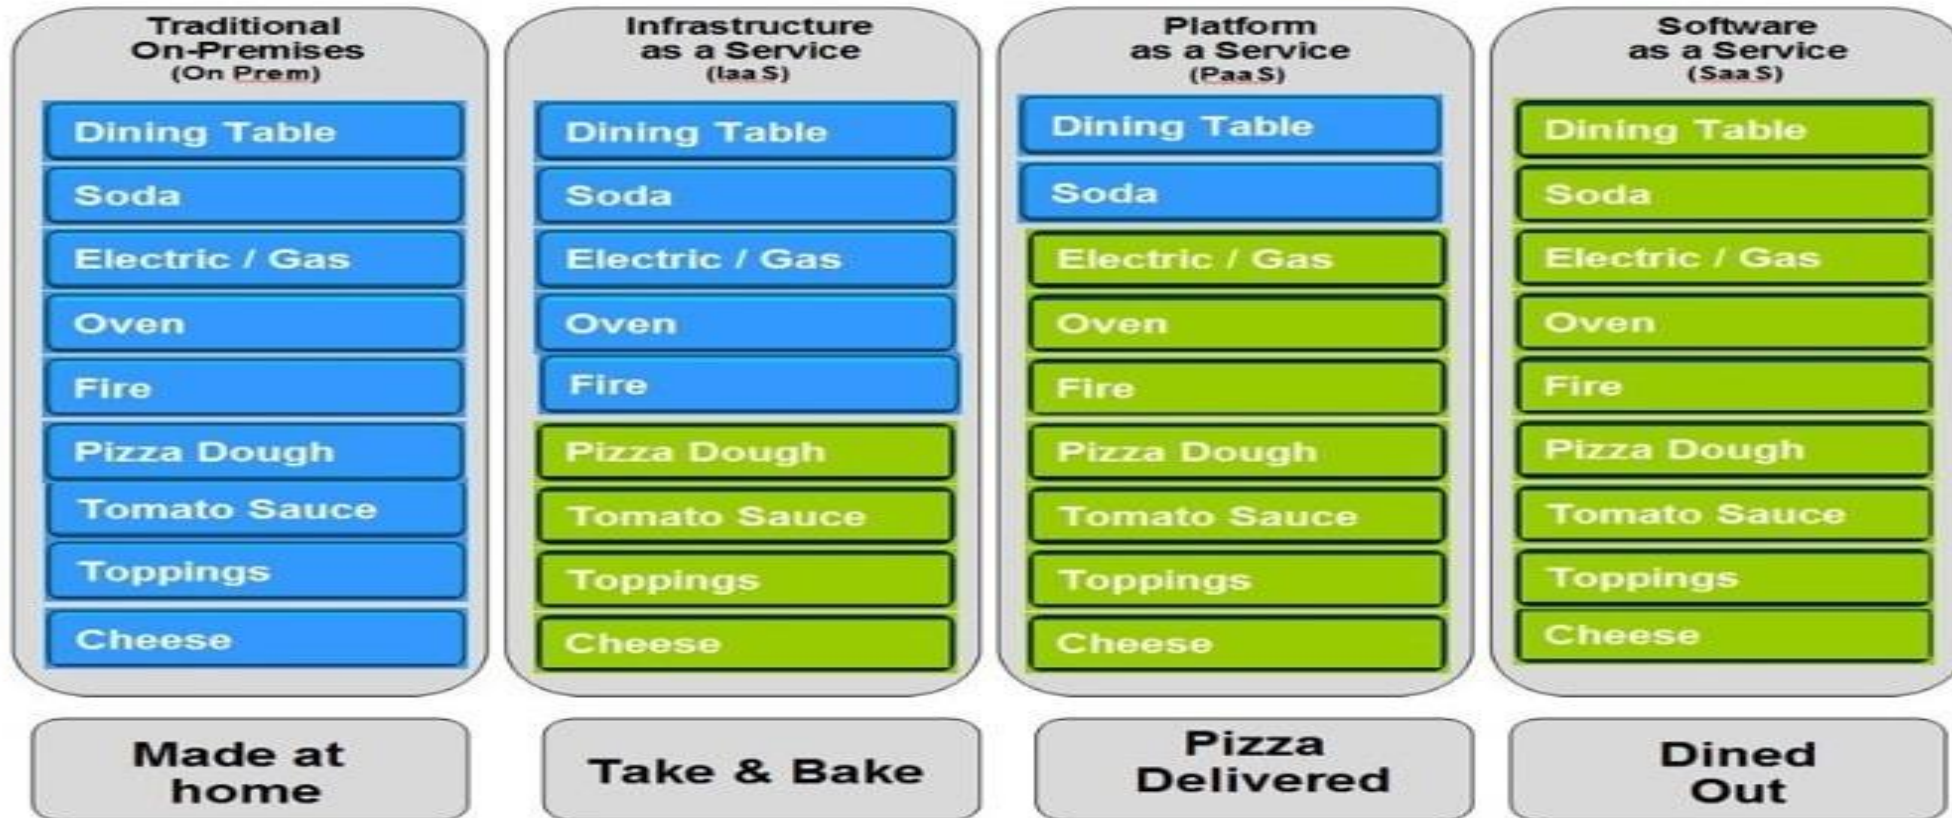 Traditional
On-Premises
(On Prem)
Dining Table
Soda
Electric / Gas
Oven
Fire
Pizza Dough
Tomato Sauce
Toppings
Cheese
Made at
home
Infrastructure
as a Service
(IaaS)
Dining Table
Soda
Electric / Gas
Oven
Fire
Pizza Dough
Tomato Sauce
Toppings
Cheese
Take & Bake
Platform
as a Service
(PaaS)
Dining Table
Soda
Electric / Gas
Oven
Fire
Pizza Dough
Tomato Sauce
Toppings
Cheese
Pizza
Delivered
Software
as a Service
(SaaS)
Dining Table
Soda
Electric / Gas
Oven
Fire
Pizza Dough
Tomato Sauce
Toppings
Cheese
Dined
Out